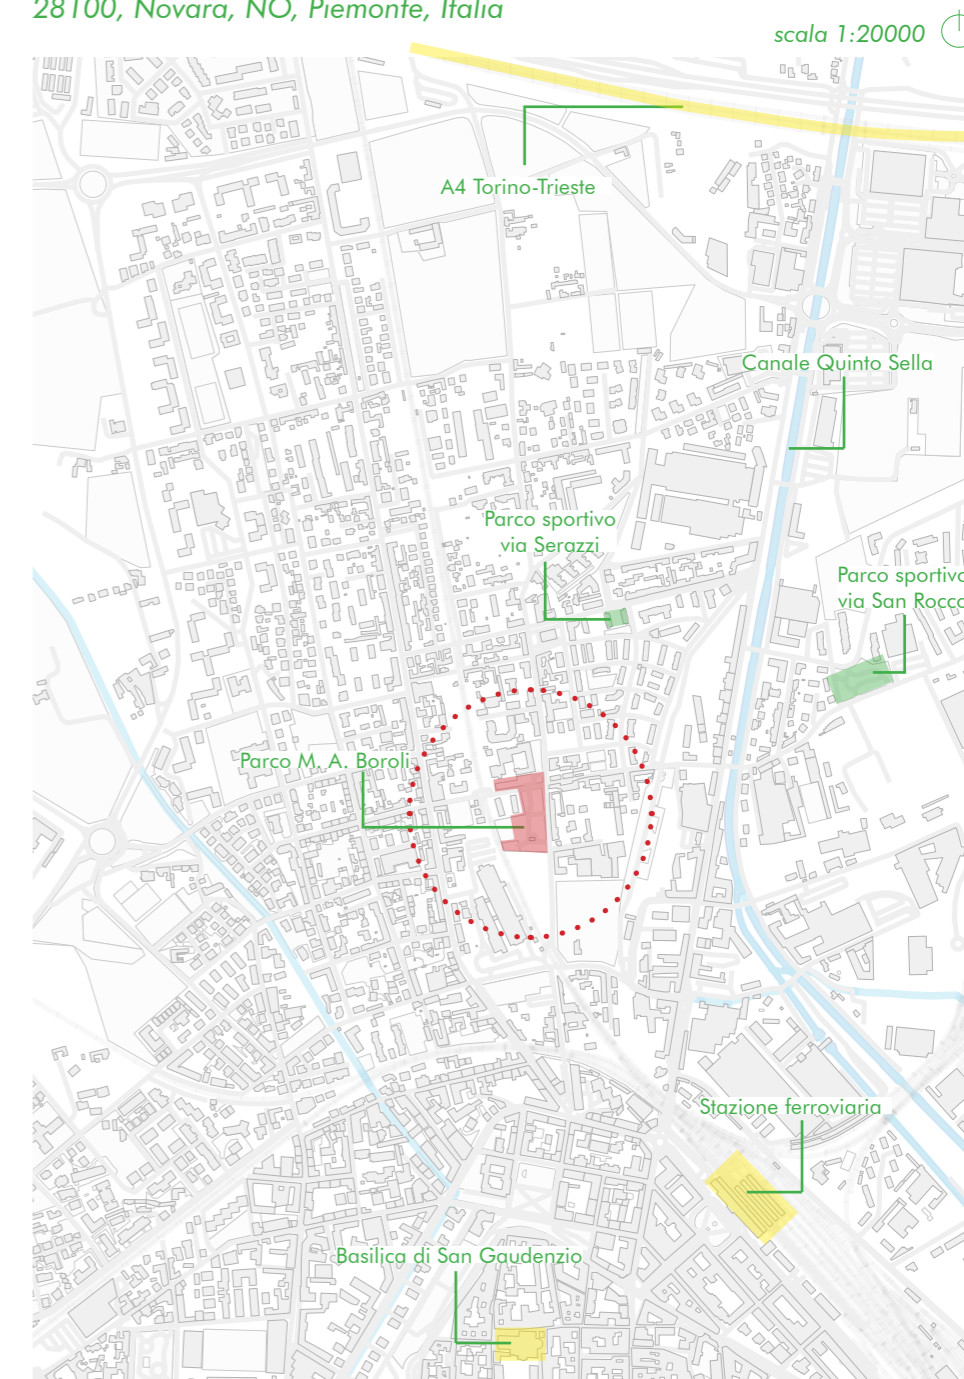 28100, Novara, NO, Piemonte, Italia
scala 1:20000
A4 Torino-Trieste
Canale Quinto Sella
Parco sportivo
via Serazzi
Parco sportivo
via San Rocco
Parco M. A. Boroli
Stazione ferroviaria
Basilica di San Gaudenzio